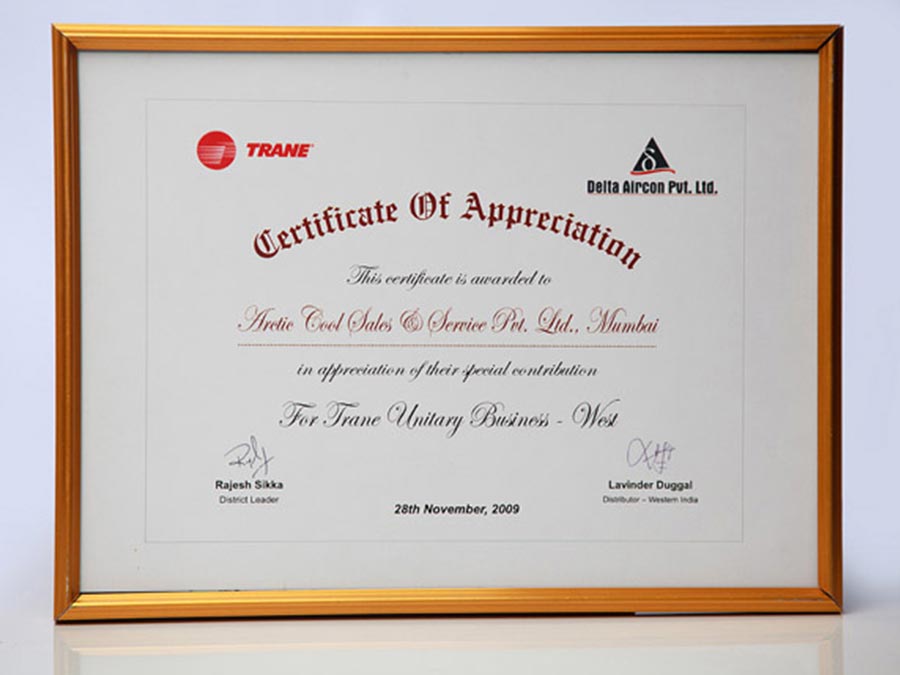 TRANE
Delta Aircon Pvt. Ltd.
Certificate Of Appreciation
This certificate is awarded to
Arctic Cool Sales & Service Pvt. Ltd., Mumbai
in appreciation of their special contribution
For Trane Unitary Business - West
Rajesh Sikka
District Leader
28th November, 2009
Lavinder Duggal
Distributor – Western India